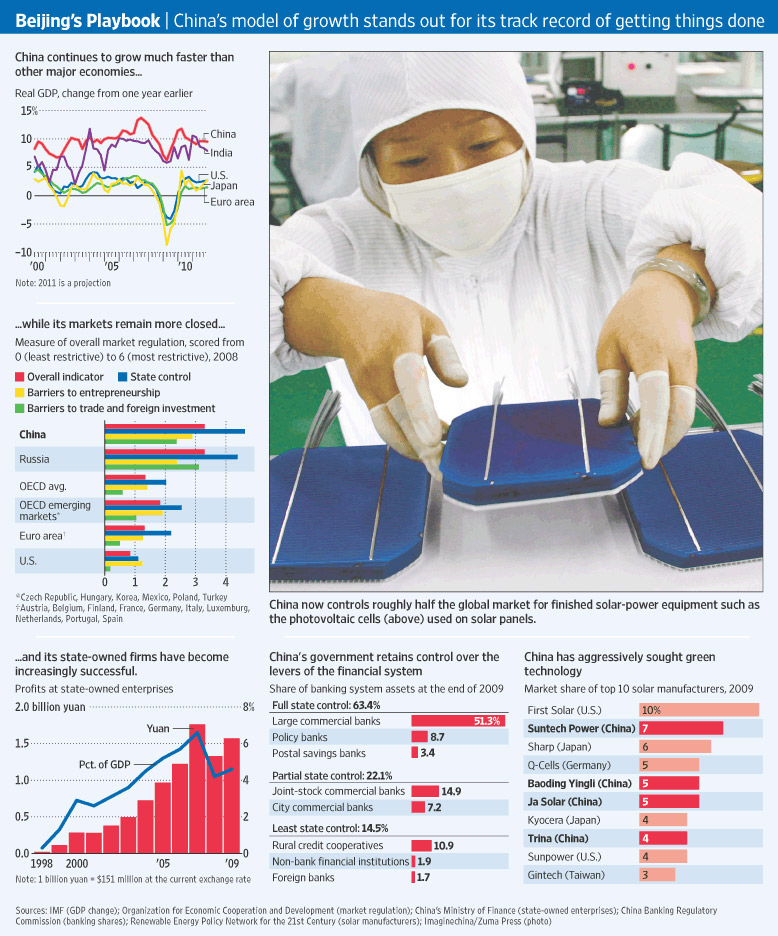 Beijing's Playbook | China's model of growth stands out for its track record of getting things done
China continues to grow much faster than
other major economies...
Real GDP, change from one year earlier
15%
10
5
0
−5
−10
China
India
U.S.
Japan
Euro area
'00
'05
'10
Note: 2011 is a projection
...while its markets remain more closed...
Measure of overall market regulation, scored from
0 (least restrictive) to 6 (most restrictive), 2008
Overall indicator
State control
Barriers to entrepreneurship
Barriers to trade and foreign investment
China
Russia
OECD avg.
OECD emerging
markets*
Euro area†
U.S.
0 1 2 3 4
*Czech Republic, Hungary, Korea, Mexico, Poland, Turkey
†Austria, Belgium, Finland, France, Germany, Italy, Luxemburg,
Netherlands, Portugal, Spain
China now controls roughly half the global market for finished solar-power equipment such as
the photovoltaic cells (above) used on solar panels.
...and its state-owned firms have become
increasingly successful.
Profits at state-owned enterprises
2.0 billion yuan
8%
Yuan
1.5
6
Pct. of GDP
1.0
4
0.5
2
0.0
0
1998 2000 '05 '09
Note: 1 billion yuan = $151 million at the current exchange rate
China's government retains control over the
levers of the financial system
Share of banking system assets at the end of 2009
Full state control: 63.4%
Large commercial banks 51.3%
Policy banks 8.7
Postal savings banks 3.4
Partial state control: 22.1%
Joint-stock commercial banks 14.9
City commercial banks 7.2
Least state control: 14.5%
Rural credit cooperatives 10.9
Non-bank financial institutions 1.9
Foreign banks 1.7
China has aggressively sought green
technology
Market share of top 10 solar manufacturers, 2009
First Solar (U.S.) 10%
Suntech Power (China) 7
Sharp (Japan) 6
Q-Cells (Germany) 5
Baoding Yingli (China) 5
Ja Solar (China) 5
Kyocera (Japan) 4
Trina (China) 4
Sunpower (U.S.) 4
Gintech (Taiwan) 3
Sources: IMF (GDP change); Organization for Economic Cooperation and Development (market regulation); China's Ministry of Finance (state-owned enterprises); China Banking Regulatory
Commission (banking shares); Renewable Energy Policy Network for the 21st Century (solar manufacturers); Imaginechina/Zuma Press (photo)